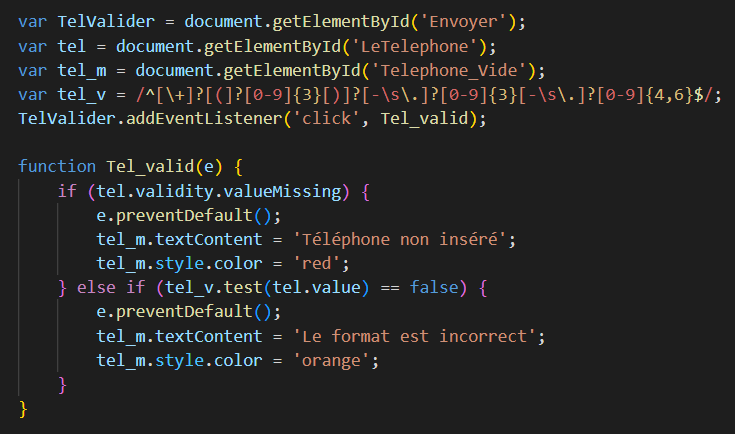 var TelValider = document.getElementById('Envoyer');
var tel = document.getElementById('LeTelephone');
var tel_m = document.getElementById('Telephone_Vide');
var tel_v = /^[\+]?[(]?[0-9]{3}[)]?[-\s\.]?[0-9]{3}[-\s\.]?[0-9]{4,6}$/;
TelValider.addEventListener('click', Tel_valid);

function Tel_valid(e) {
    if (tel.validity.valueMissing) {
        e.preventDefault();
        tel_m.textContent = 'Téléphone non inséré';
        tel_m.style.color = 'red';
    } else if (tel_v.test(tel.value) == false) {
        e.preventDefault();
        tel_m.textContent = 'Le format est incorrect';
        tel_m.style.color = 'orange';
    }
}